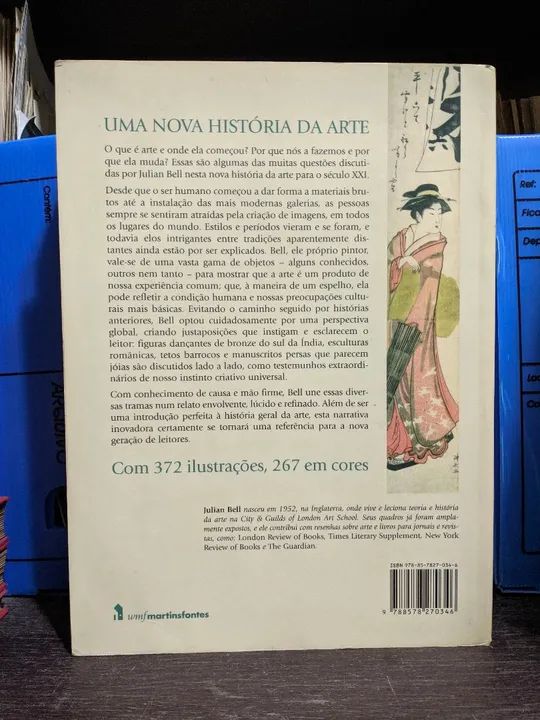 UMA NOVA HISTÓRIA DA ARTE
O que é arte e onde ela começou? Por que nós a fazemos e por
que ela muda? Essas são algumas das muitas questões discuti-
das por Julian Bell nesta nova história da arte para o século XXI.
Desde que o ser humano começou a dar forma a materiais bru-
tos até a instalação das mais modernas galerias, as pessoas
sempre se sentiram atraídas pela criação de imagens, em todos
os lugares do mundo. Estilos e períodos vieram e se foram, e
todavia elos intrigantes entre tradições aparentemente dis-
tantes ainda estão por ser explicados. Bell, ele próprio pintor,
vale-se de uma vasta gama de objetos – alguns conhecidos,
outros nem tanto – para mostrar que a arte é um produto de
nossa experiência comum; que, à maneira de um espelho, ela
pode refletir a condição humana e nossas preocupações cultu-
rais mais básicas. Evitando o caminho seguido por histórias
anteriores, Bell optou cuidadosamente por uma perspectiva
global, criando justaposições que instigam e esclarecem o
leitor: figuras dançantes de bronze do sul da Índia, esculturas
românicas, tetos barrocos e manuscritos persas que parecem
jóias são discutidos lado a lado, como testemunhos extraordi-
nários de nosso instinto criativo universal.
Com conhecimento de causa e mão firme, Bell une essas diver-
sas tramas num relato envolvente, lúcido e refinado. Além de ser
uma introdução perfeita à história geral da arte, esta narrativa
inovadora certamente se tornará uma referência para a nova
geração de leitores.
Com 372 ilustrações, 267 em cores
Julian Bell nasceu em 1952, na Inglaterra, onde vive e leciona teoria e história
da arte na City & Guilds of London Art School. Seus quadros já foram ampla-
mente expostos, e ele contribui com resenhas sobre arte e livros para jornais e revis-
tas, como: London Review of Books, Times Literary Supplement, New York
Review of Books e The Guardian.
ISBN 978-85-7827-034-6
9 788578 270346
umfmartinsfontes
Contém:
Ref: